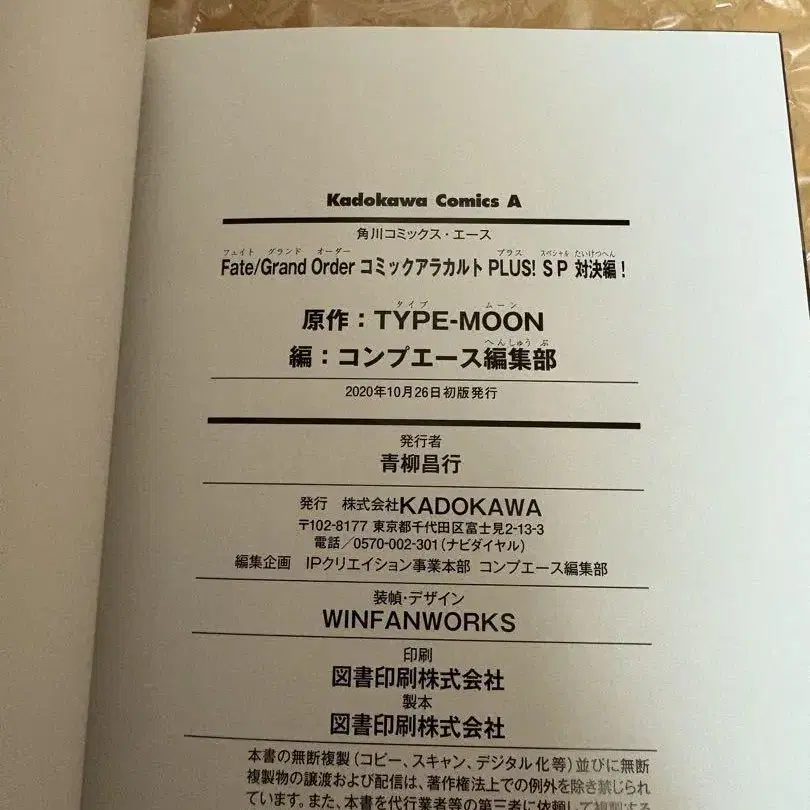 Kadokawa Comics A
角川コミックス・エース
フェイト グランド オーダー プラス スペシャル たいけつへん
Fate/Grand Order コミックアラカルト PLUS! SP 対決編!
タイプ ムーン
原作:TYPE-MOON
へんしゅう ぶ
編:コンプエース編集部
2020年10月26日初版発行
発行者
青柳昌行
発行 株式会社KADOKAWA
〒102-8177 東京都千代田区富士見2-13-3
電話/0570-002-301(ナビダイヤル)
編集企画 IPクリエイション事業本部 コンプエース編集部
装幀・デザイン
WINFANWORKS
印刷
図書印刷株式会社
製本
図書印刷株式会社
本書の無断複製(コピー、スキャン、デジタル化等)並びに無断
複製物の譲渡および配信は、著作権法上での例外を除き禁じられ
ています。また、本書を代行業者等の第三者に依頼して複製する